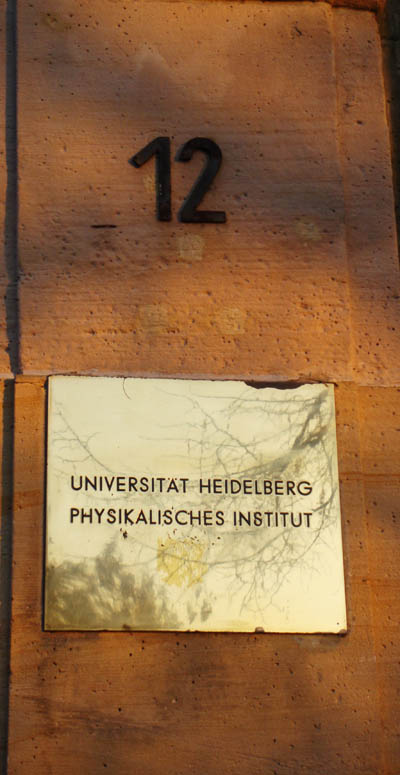 12
UNIVERSITÄT HEIDELBERG
PHYSIKALISCHES INSTITUT